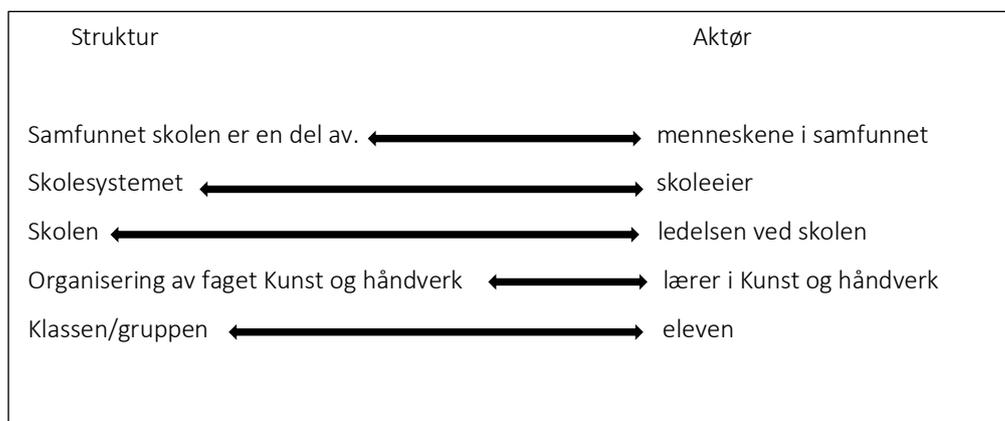 Struktur Aktør
Samfunnet skolen er en del av. menneskene i samfunnet
Skolesystemet skoleeier
Skolen ledelsen ved skolen
Organisering av faget Kunst og håndverk lærer i Kunst og håndverk
Klassen/gruppen eleven